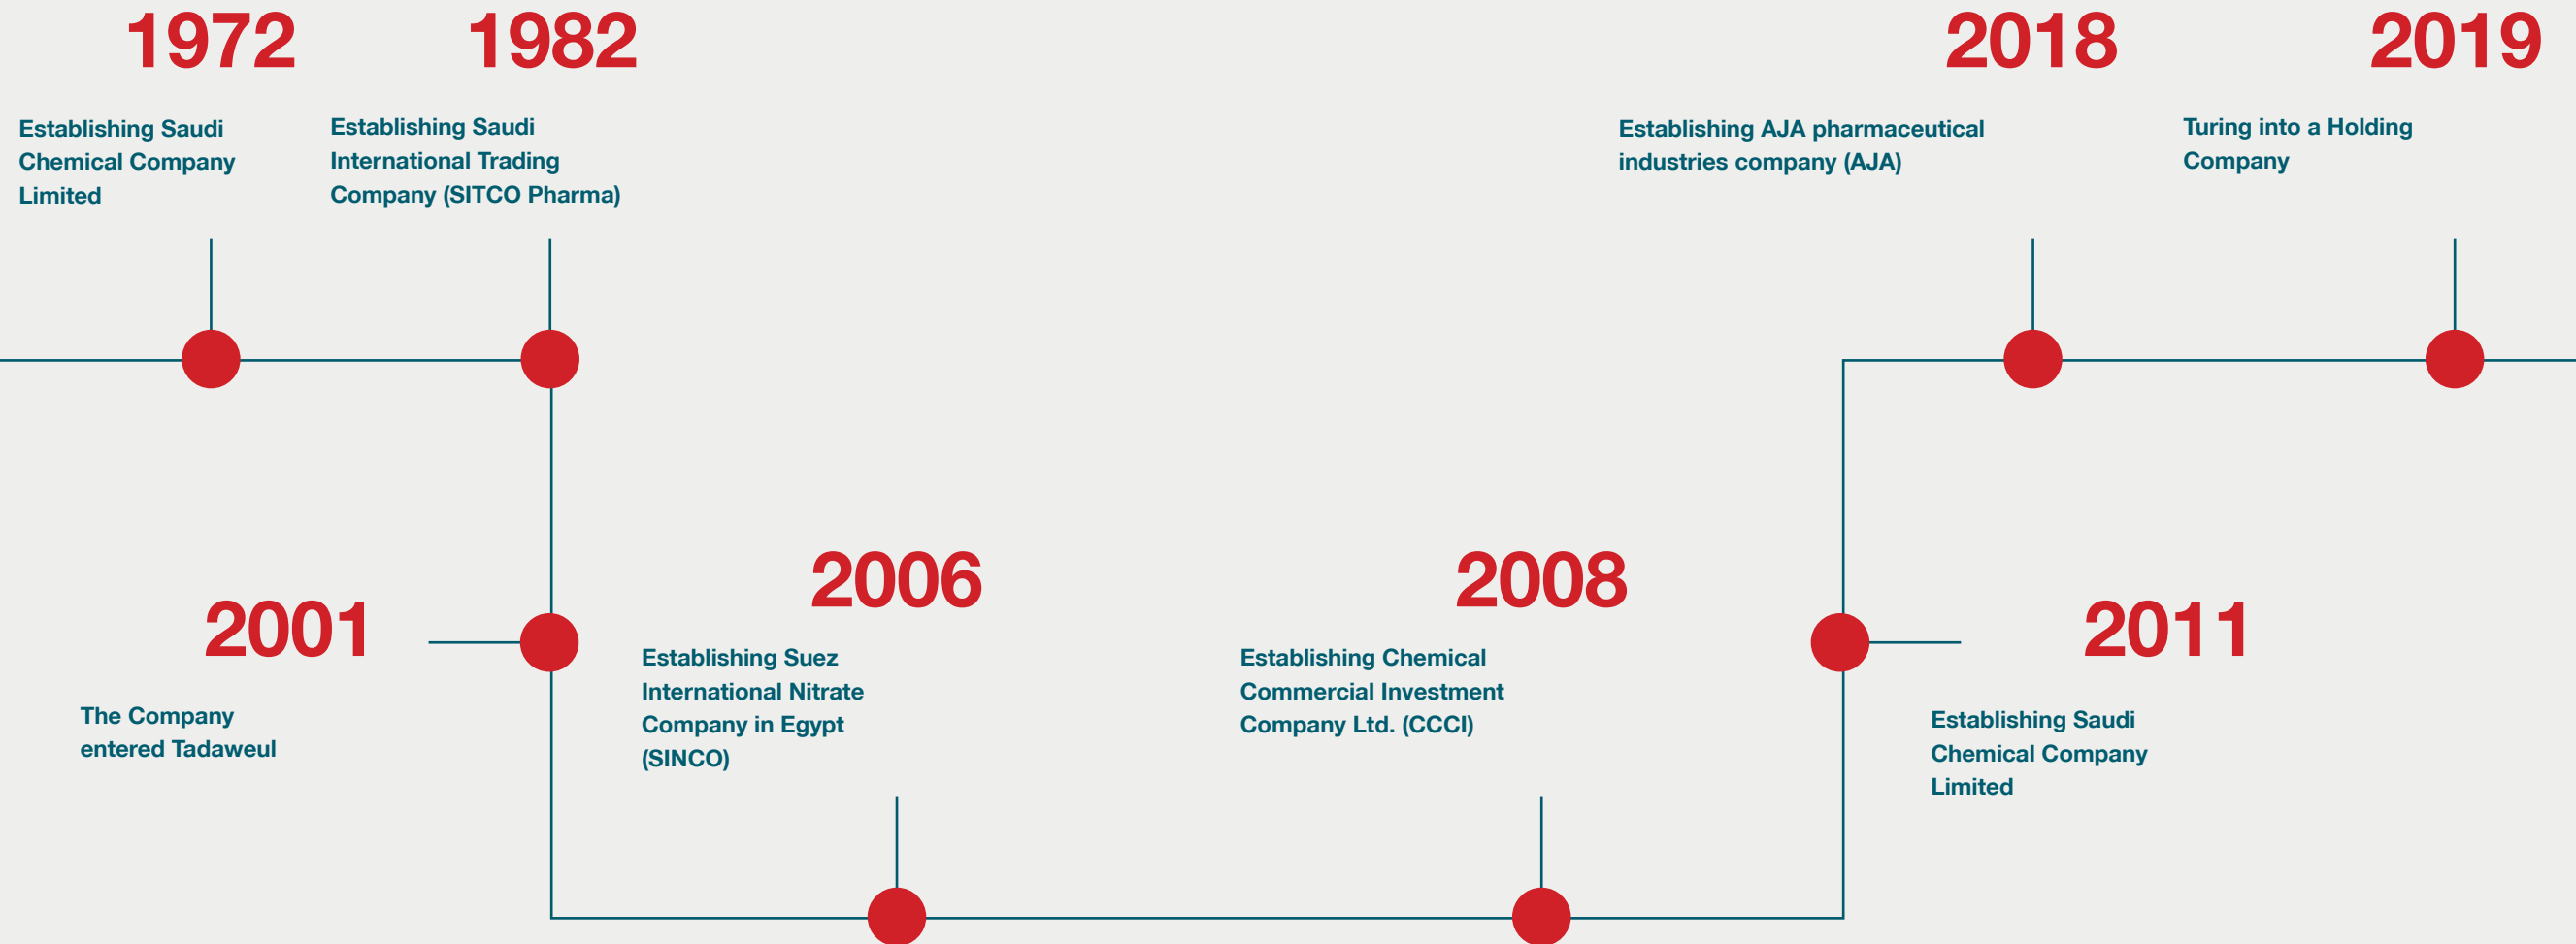 1972
Establishing Saudi
Chemical Company
Limited
1982
Establishing Saudi
International Trading
Company (SITCO Pharma)
2001
The Company
entered Tadaweul
2006
Establishing Suez
International Nitrate
Company in Egypt
(SINCO)
2008
Establishing Chemical
Commercial Investment
Company Ltd. (CCCI)
2011
Establishing Saudi
Chemical Company
Limited
2018
Establishing AJA pharmaceutical
industries company (AJA)
2019
Turing into a Holding
Company